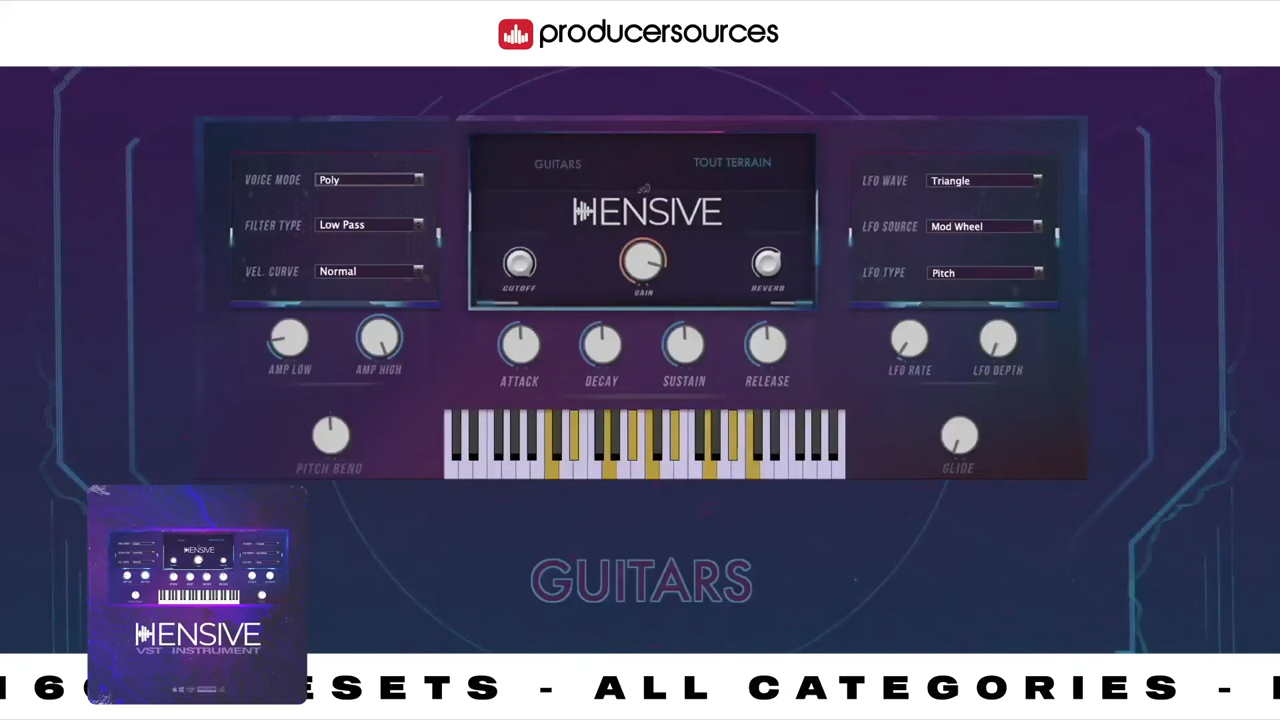 producersources
GUITARS
TOUT TERRAIN
VOICE MODE
Poly
FILTER TYPE
Low Pass
VEL. CURVE
Normal
HENSIVE
CUTOFF
GAIN
REVERB
LFO WAVE
Triangle
LFO SOURCE
Mod Wheel
LFO TYPE
Pitch
AMP LOW
AMP HIGH
ATTACK
DECAY
SUSTAIN
RELEASE
LFO RATE
LFO DEPTH
PITCH BEND
GLIDE
GUITARS
HENSIVE
VST INSTRUMENT
ESETS - ALL CATEGORIES -